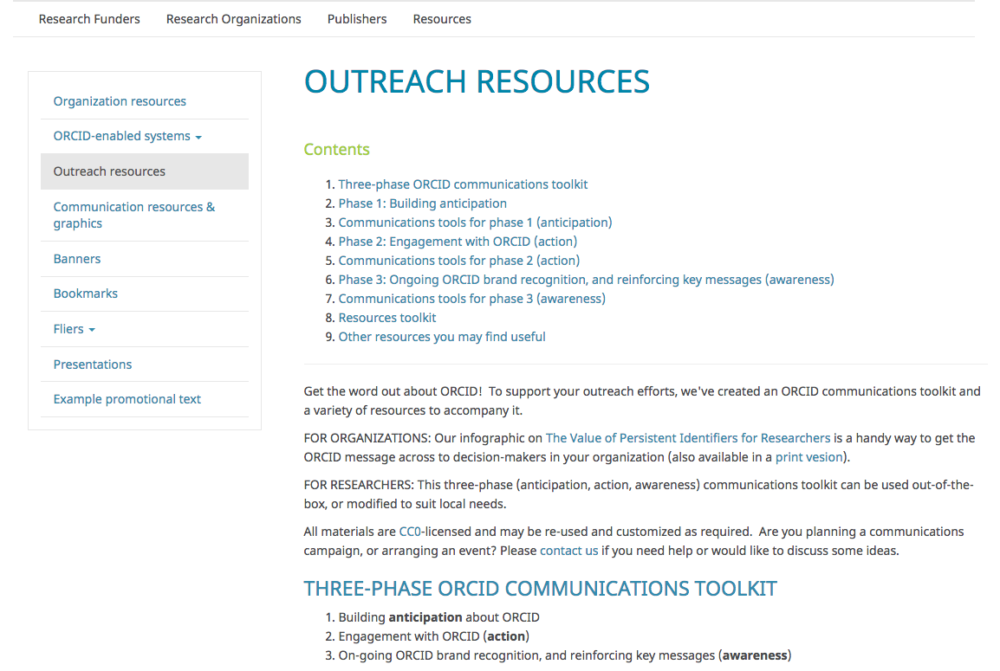 Research Funders Research Organizations Publishers Resources
Organization resources
ORCID-enabled systems
Outreach resources
Communication resources &
graphics
Banners
Bookmarks
Fliers
Presentations
Example promotional text
OUTREACH RESOURCES
Contents
1. Three-phase ORCID communications toolkit
2. Phase 1: Building anticipation
3. Communications tools for phase 1 (anticipation)
4. Phase 2: Engagement with ORCID (action)
5. Communications tools for phase 2 (action)
6. Phase 3: Ongoing ORCID brand recognition, and reinforcing key messages (awareness)
7. Communications tools for phase 3 (awareness)
8. Resources toolkit
9. Other resources you may find useful
Get the word out about ORCID! To support your outreach efforts, we've created an ORCID communications toolkit and
a variety of resources to accompany it.
FOR ORGANIZATIONS: Our infographic on The Value of Persistent Identifiers for Researchers is a handy way to get the
ORCID message across to decision-makers in your organization (also available in a print vesion).
FOR RESEARCHERS: This three-phase (anticipation, action, awareness) communications toolkit can be used out-of-the-
box, or modified to suit local needs.
All materials are CC0-licensed and may be re-used and customized as required. Are you planning a communications
campaign, or arranging an event? Please contact us if you need help or would like to discuss some ideas.
THREE-PHASE ORCID COMMUNICATIONS TOOLKIT
1. Building anticipation about ORCID
2. Engagement with ORCID (action)
3. On-going ORCID brand recognition, and reinforcing key messages (awareness)